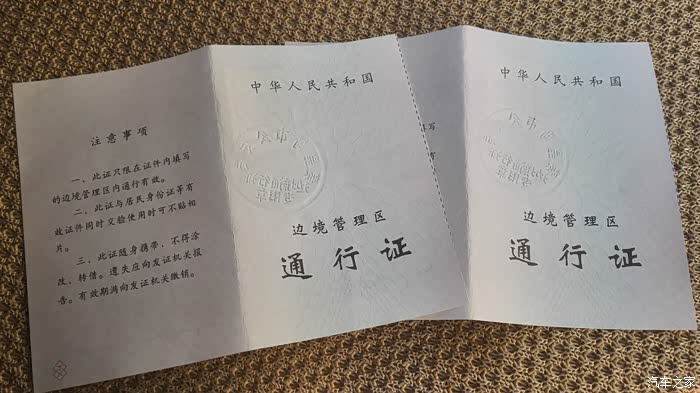 注意事项
一、此证只限在证件内填写
的边境管理区内通行有效。
二、此证与居民身份证等有
效证件同时交验使用时可不贴相
片。
三、此证随身携带，不得涂
改、转借。遗失应向发证机关报
告。有效期满向发证机关缴销。
中华人民共和国
边境管理区
通行证
写
有
中华人民共和国
边境管理区
通行证
汽车之家